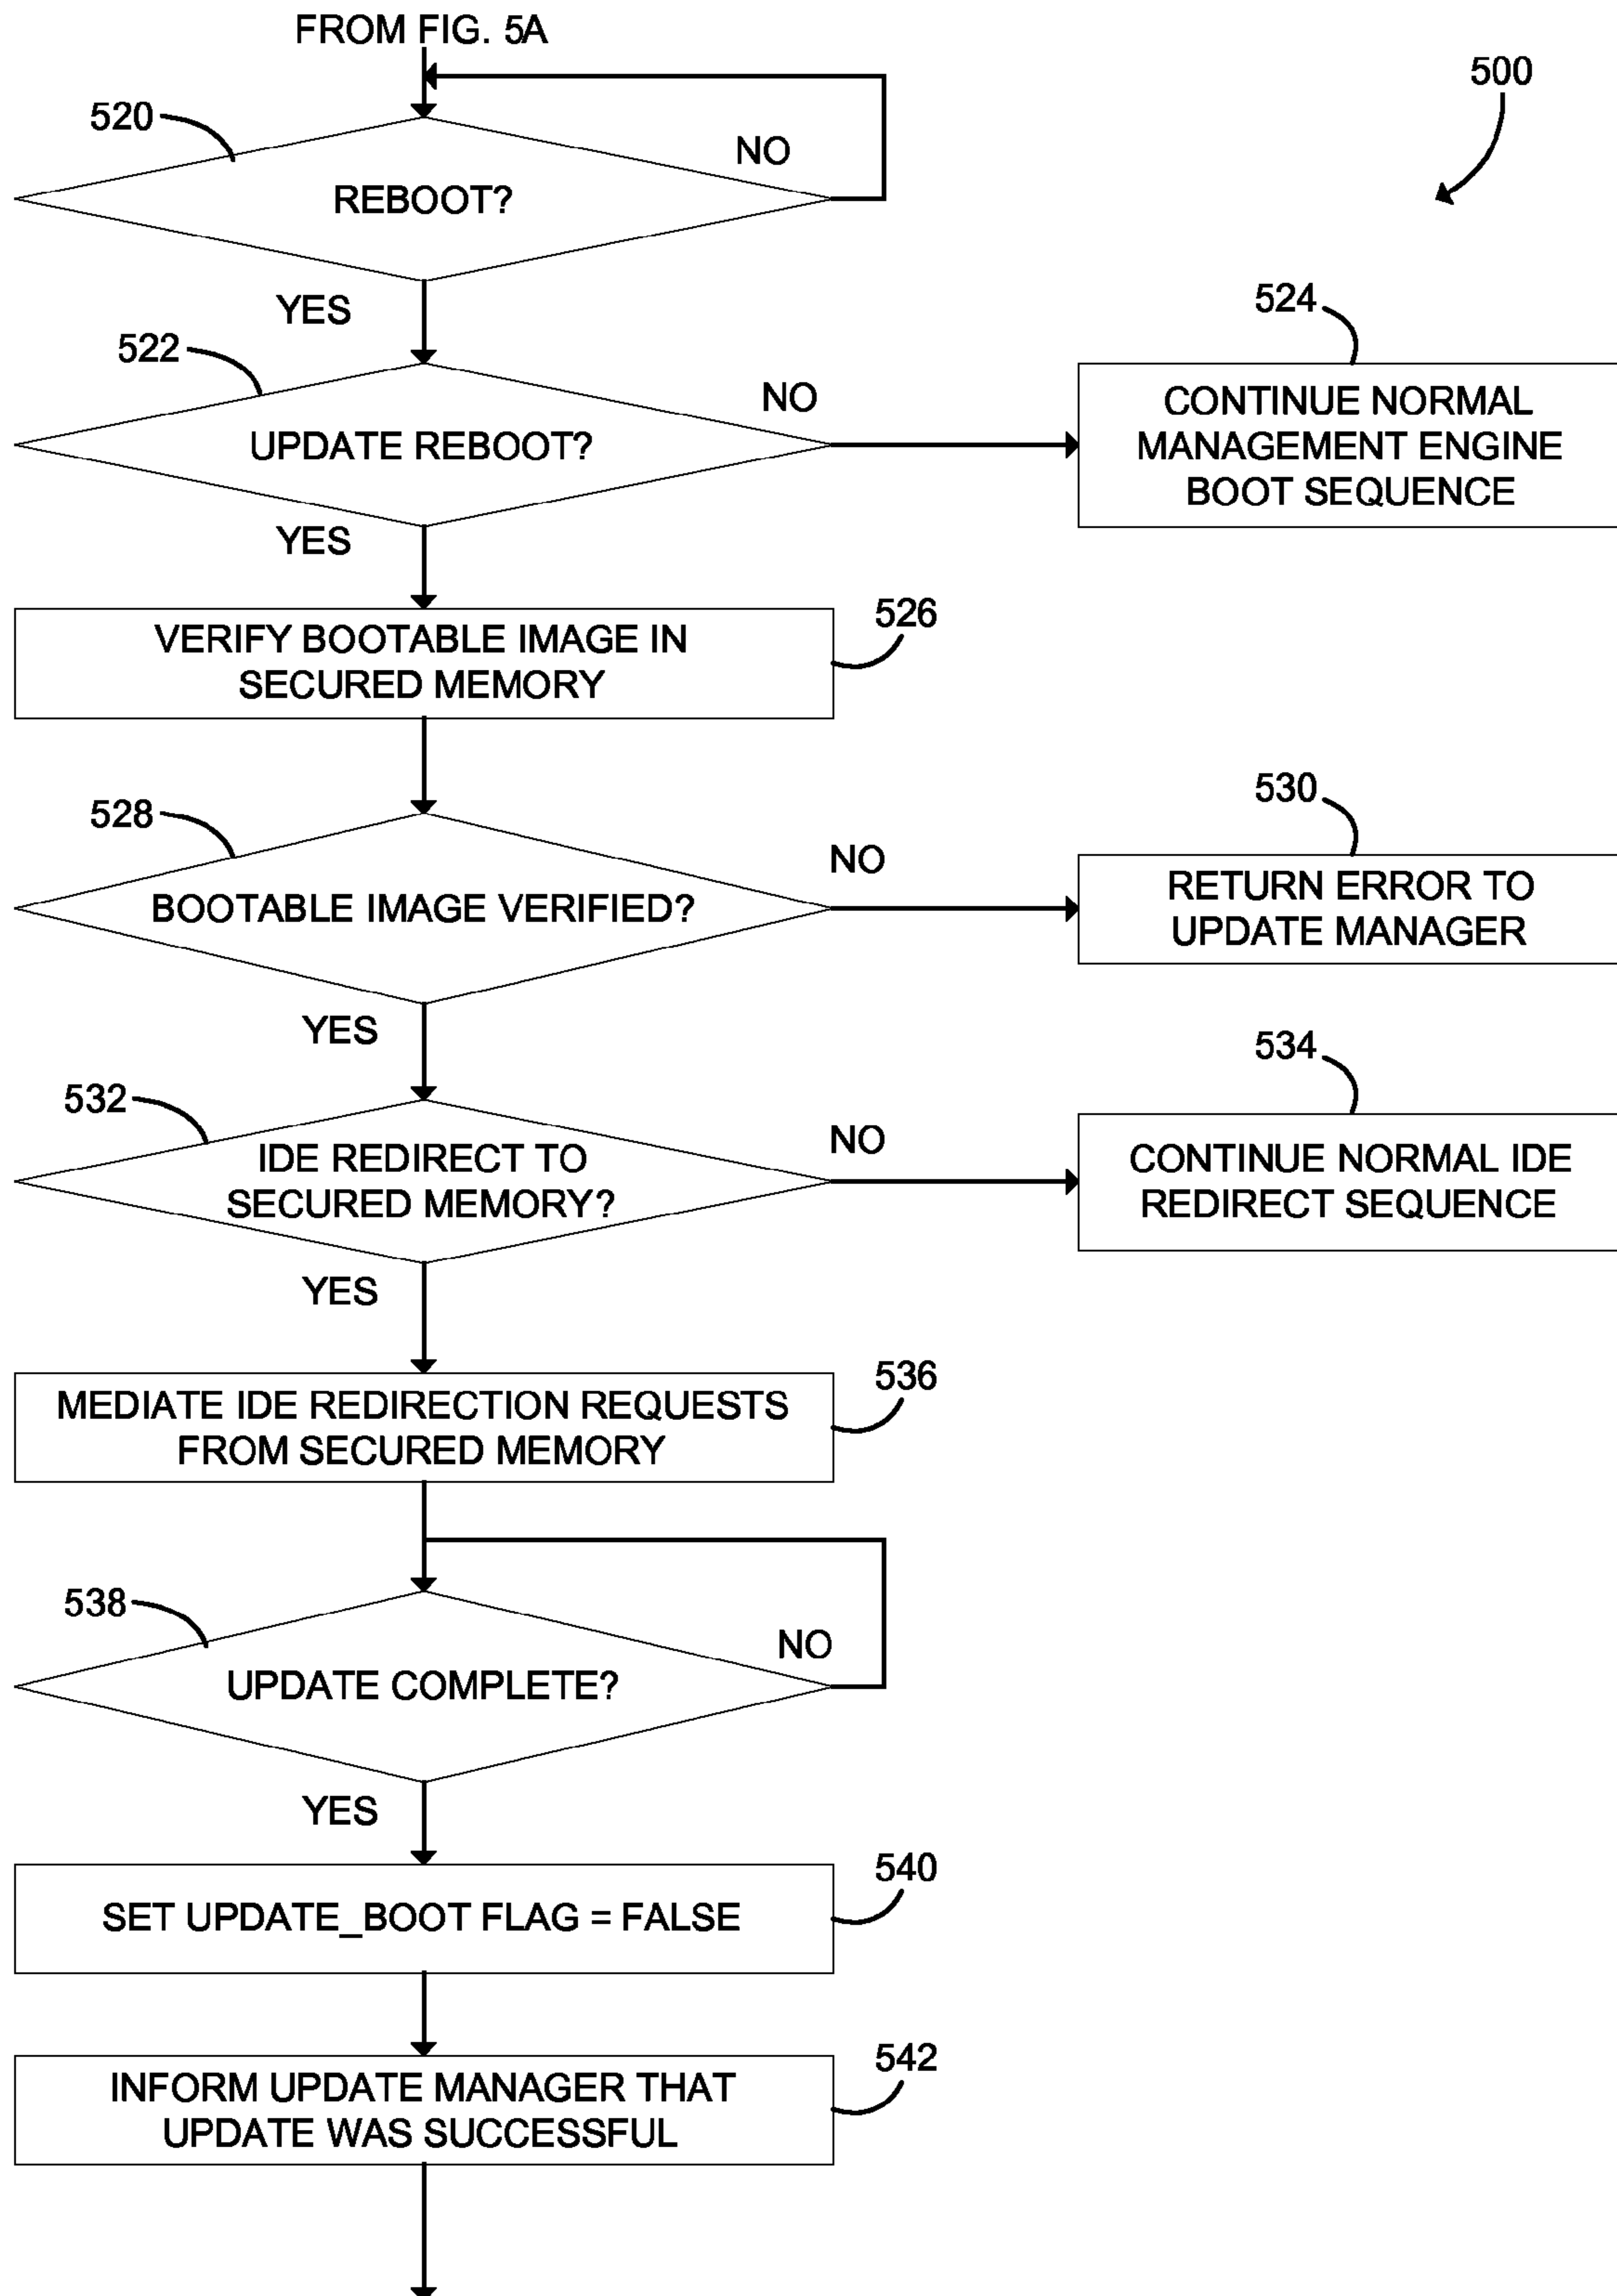 FROM FIG. 5A
500
520
NO
REBOOT?
YES
522
524
NO
UPDATE REBOOT?
CONTINUE NORMAL
MANAGEMENT ENGINE
BOOT SEQUENCE
YES
526
VERIFY BOOTABLE IMAGE IN
SECURED MEMORY
528
530
NO
BOOTABLE IMAGE VERIFIED?
RETURN ERROR TO
UPDATE MANAGER
YES
532
534
NO
IDE REDIRECT TO
SECURED MEMORY?
CONTINUE NORMAL IDE
REDIRECT SEQUENCE
YES
536
MEDIATE IDE REDIRECTION REQUESTS
FROM SECURED MEMORY
538
NO
UPDATE COMPLETE?
YES
540
SET UPDATE_BOOT FLAG = FALSE
542
INFORM UPDATE MANAGER THAT
UPDATE WAS SUCCESSFUL